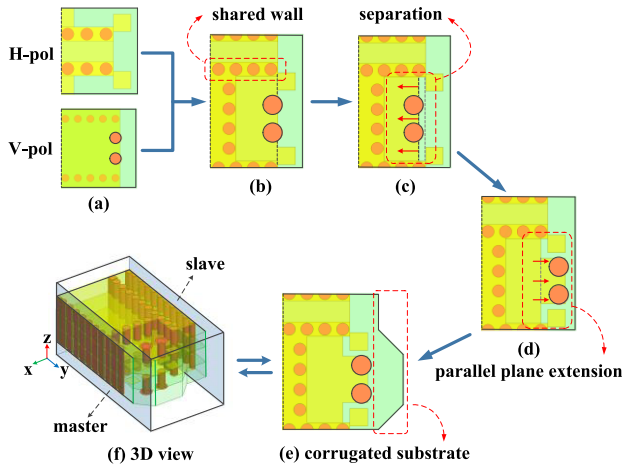 shared wall
separation
H-pol
V-pol
(a)
(b)
(c)
slave
(d)
parallel plane extension
z
x
y
master
(f) 3D view
(e) corrugated substrate